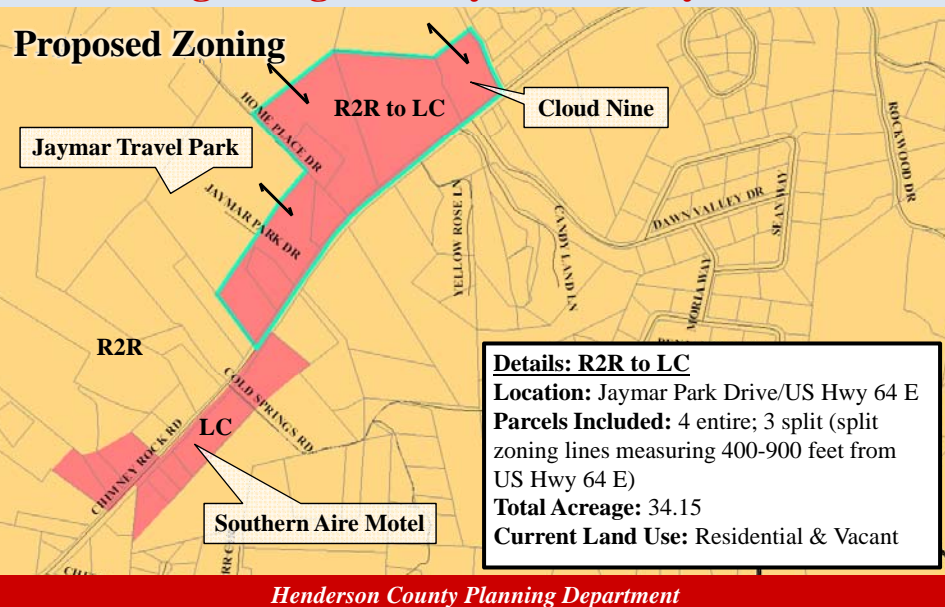 Proposed Zoning
R2R to LC
Cloud Nine
HOME PLACE DR
Jaymar Travel Park
JAYMAR PARK DR
ROCKWOOD DR
DAWN VALLEY DR
SEAN WAY
YELLOW ROSE LN
CANDY LAND LN
MORIA WAY
R2R
COLD SPRINGS RD
LC
CHIMNEY ROCK RD
Southern Aire Motel
Details: R2R to LC
Location: Jaymar Park Drive/US Hwy 64 E
Parcels Included: 4 entire; 3 split (split
zoning lines measuring 400-900 feet from
US Hwy 64 E)
Total Acreage: 34.15
Current Land Use: Residential & Vacant
Henderson County Planning Department